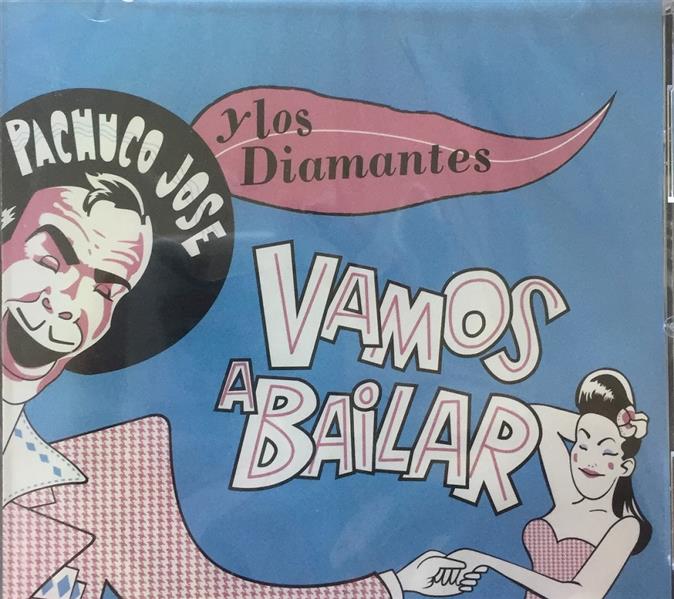 PACHUCO JOSE
y los
Diamantes
VAMOS
A BAiLAR